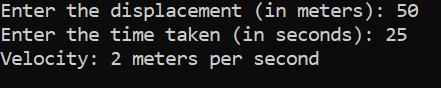 Enter the displacement (in meters): 50
Enter the time taken (in seconds): 25
Velocity: 2 meters per second